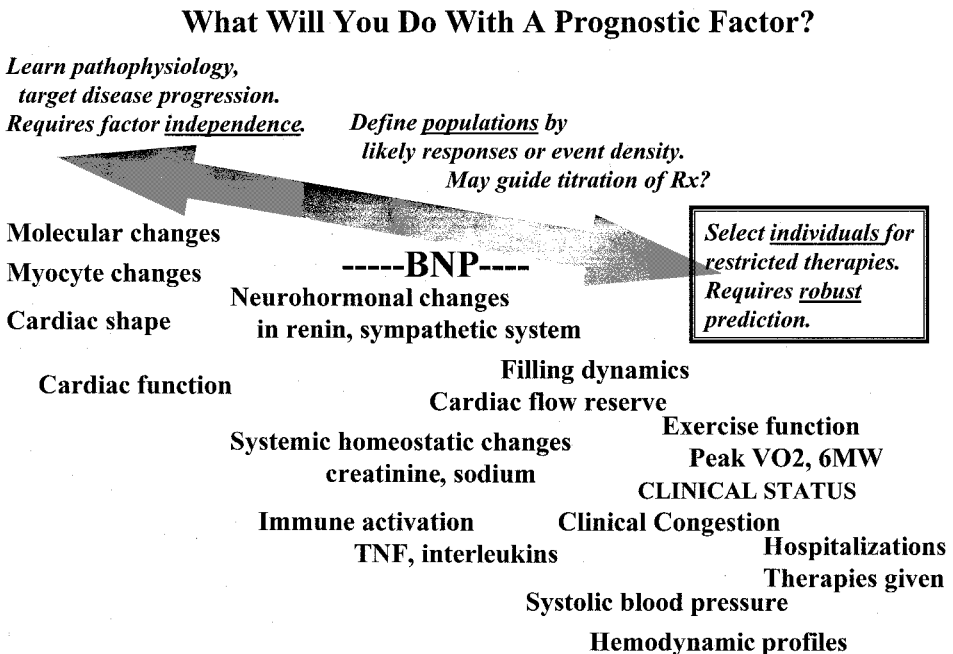 What Will You Do With A Prognostic Factor?
Learn pathophysiology,
target disease progression.
Requires factor independence.
Define populations by
likely responses or event density.
May guide titration of Rx?
Select individuals for
restricted therapies.
Requires robust
prediction.
Molecular changes
Myocyte changes
Cardiac shape
-----BNP----
Neurohormonal changes
in renin, sympathetic system
Cardiac function
Filling dynamics
Cardiac flow reserve
Systemic homeostatic changes
creatinine, sodium
Exercise function
Peak VO2, 6MW
CLINICAL STATUS
Immune activation
TNF, interleukins
Clinical Congestion
Hospitalizations
Therapies given
Systolic blood pressure
Hemodynamic profiles